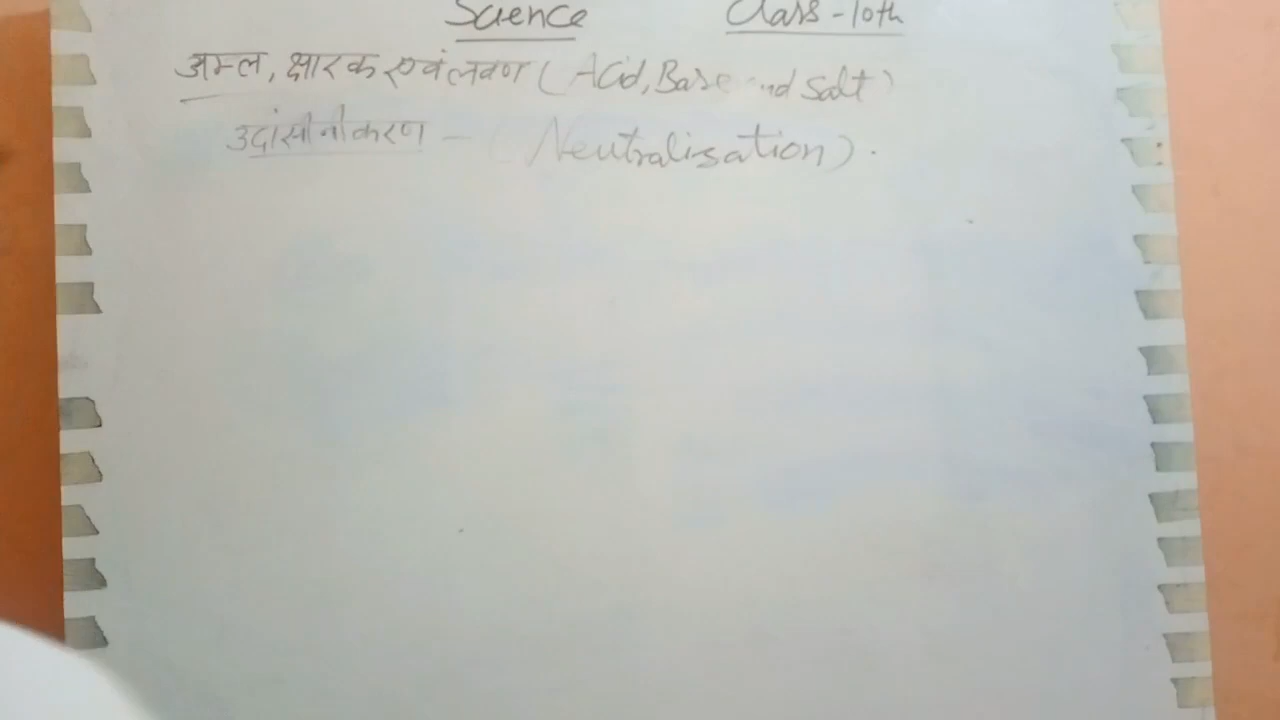 Science Class-10th
अम्ल, क्षारक एवं लवण (Acid, Base and Salt)
उदासीनीकरण - (Neutralisation).